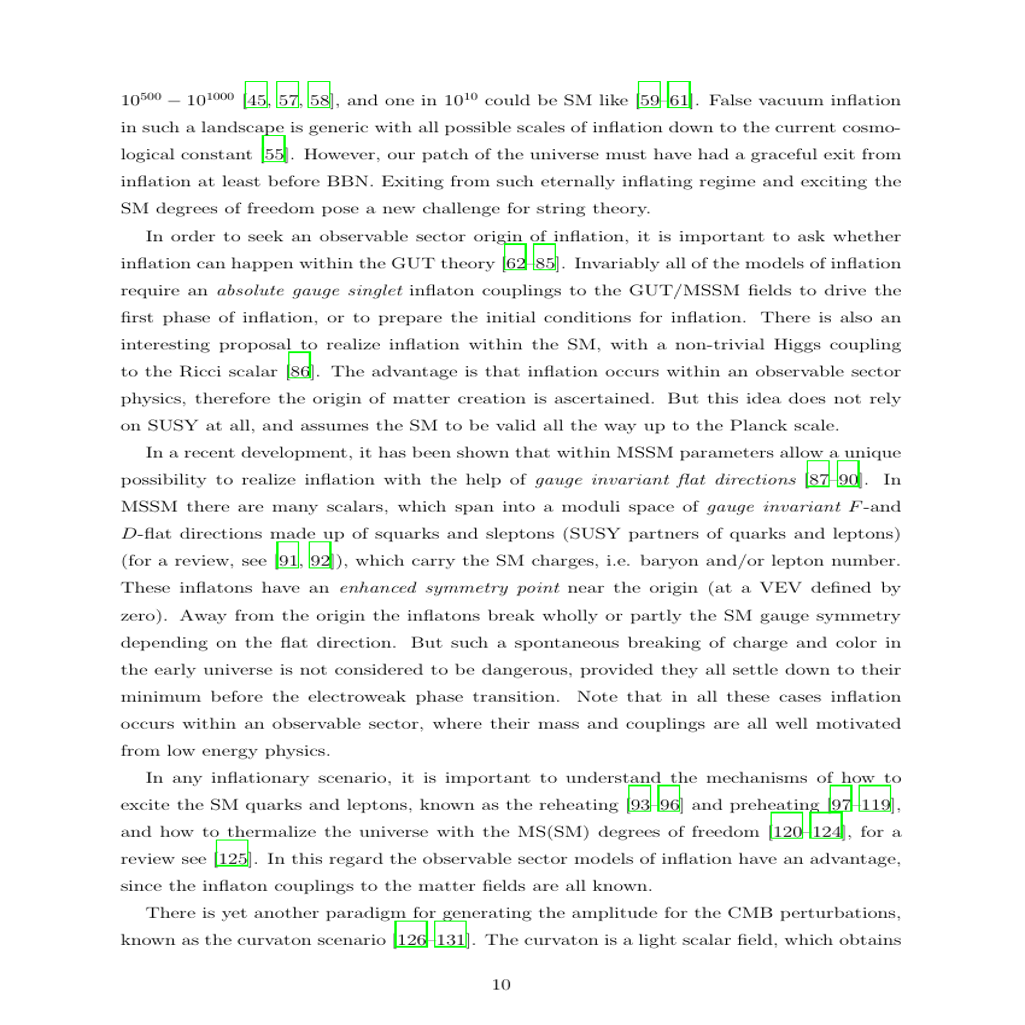 10⁵⁰⁰ − 10¹⁰⁰⁰ [45, 57, 58], and one in 10¹⁰ could be SM like [59–61]. False vacuum inflation
in such a landscape is generic with all possible scales of inflation down to the current cosmo-
logical constant [55]. However, our patch of the universe must have had a graceful exit from
inflation at least before BBN. Exiting from such eternally inflating regime and exciting the
SM degrees of freedom pose a new challenge for string theory.
In order to seek an observable sector origin of inflation, it is important to ask whether
inflation can happen within the GUT theory [62–85]. Invariably all of the models of inflation
require an absolute gauge singlet inflaton couplings to the GUT/MSSM fields to drive the
first phase of inflation, or to prepare the initial conditions for inflation. There is also an
interesting proposal to realize inflation within the SM, with a non-trivial Higgs coupling
to the Ricci scalar [86]. The advantage is that inflation occurs within an observable sector
physics, therefore the origin of matter creation is ascertained. But this idea does not rely
on SUSY at all, and assumes the SM to be valid all the way up to the Planck scale.
In a recent development, it has been shown that within MSSM parameters allow a unique
possibility to realize inflation with the help of gauge invariant flat directions [87–90]. In
MSSM there are many scalars, which span into a moduli space of gauge invariant F-and
D-flat directions made up of squarks and sleptons (SUSY partners of quarks and leptons)
(for a review, see [91, 92]), which carry the SM charges, i.e. baryon and/or lepton number.
These inflatons have an enhanced symmetry point near the origin (at a VEV defined by
zero). Away from the origin the inflatons break wholly or partly the SM gauge symmetry
depending on the flat direction. But such a spontaneous breaking of charge and color in
the early universe is not considered to be dangerous, provided they all settle down to their
minimum before the electroweak phase transition. Note that in all these cases inflation
occurs within an observable sector, where their mass and couplings are all well motivated
from low energy physics.
In any inflationary scenario, it is important to understand the mechanisms of how to
excite the SM quarks and leptons, known as the reheating [93–96] and preheating [97–119],
and how to thermalize the universe with the MS(SM) degrees of freedom [120–124], for a
review see [125]. In this regard the observable sector models of inflation have an advantage,
since the inflaton couplings to the matter fields are all known.
There is yet another paradigm for generating the amplitude for the CMB perturbations,
known as the curvaton scenario [126–131]. The curvaton is a light scalar field, which obtains
10